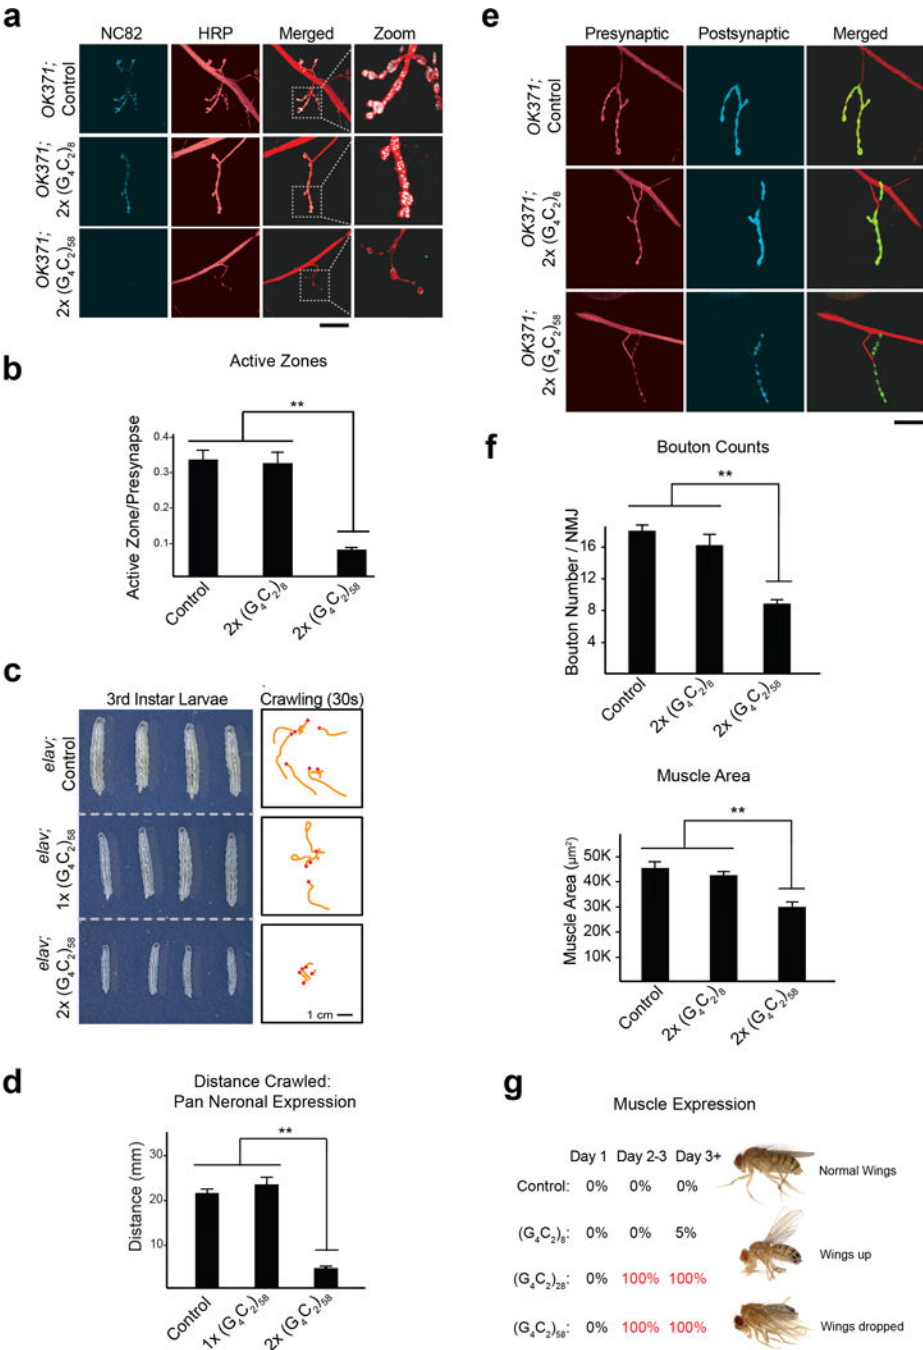 a
NC82 HRP Merged Zoom
OK371;
Control
OK371;
2x (G4C2)8
OK371;
2x (G4C2)58
b
Active Zones
**
Active Zone/Presynapse
0.4
0.3
0.2
0.1
Control
2x (G4C2)8
2x (G4C2)58
c
3rd Instar Larvae Crawling (30s)
elav;
Control
elav;
1x (G4C2)58
elav;
2x (G4C2)58
1 cm
d
Distance Crawled:
Pan Neronal Expression
**
Distance (mm)
30
20
10
Control
1x (G4C2)58
2x (G4C2)58
e
Presynaptic Postsynaptic Merged
OK371;
Control
OK371;
2x (G4C2)8
OK371;
2x (G4C2)58
f
Bouton Counts
**
Bouton Number / NMJ
16
12
8
4
Control
2x (G4C2)8
2x (G4C2)58
Muscle Area
**
Muscle Area (µm²)
50K
40K
30K
20K
10K
Control
2x (G4C2)8
2x (G4C2)58
g
Muscle Expression
Day 1 Day 2-3 Day 3+
Control: 0% 0% 0%
Normal Wings
(G4C2)8: 0% 0% 5%
Wings up
(G4C2)28: 0% 100% 100%
(G4C2)58: 0% 100% 100%
Wings dropped